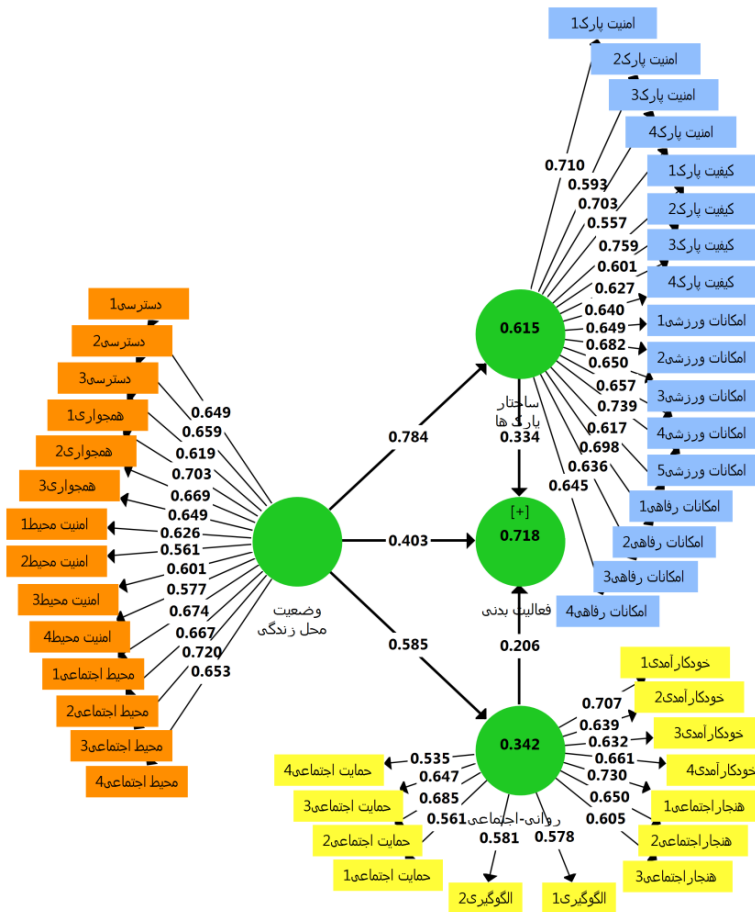 امنیت پارک1
امنیت پارک2
امنیت پارک3
امنیت پارک4
کیفیت پارک1
کیفیت پارک2
کیفیت پارک3
کیفیت پارک4
امکانات ورزشی1
امکانات ورزشی2
امکانات ورزشی3
امکانات ورزشی4
امکانات ورزشی5
امکانات رفاهی1
امکانات رفاهی2
امکانات رفاهی3
امکانات رفاهی4
0.710
0.593
0.703
0.557
0.759
0.601
0.627
0.640
0.649
0.682
0.650
0.657
0.739
0.617
0.698
0.636
0.645
0.615
ساختار
پارک ها
0.334
0.784
دسترسی1
دسترسی2
دسترسی3
همجواری1
همجواری2
همجواری3
امنیت محیط1
امنیت محیط2
امنیت محیط3
امنیت محیط4
محیط اجتماعی1
محیط اجتماعی2
محیط اجتماعی3
محیط اجتماعی4
0.649
0.659
0.619
0.703
0.669
0.649
0.626
0.561
0.601
0.577
0.674
0.667
0.720
0.653
وضعیت
محل زندگی
0.403
[+]
0.718
فعالیت بدنی
0.585
0.206
0.342
روانی-اجتماعی
خودکارآمدی1
خودکارآمدی2
خودکارآمدی3
خودکارآمدی4
هنجاراجتماعی1
هنجاراجتماعی2
هنجاراجتماعی3
0.707
0.639
0.632
0.661
0.730
0.650
0.605
حمایت اجتماعی4
حمایت اجتماعی3
حمایت اجتماعی2
حمایت اجتماعی1
0.535
0.647
0.685
0.561
0.581
0.578
الگوگیری2
الگوگیری1